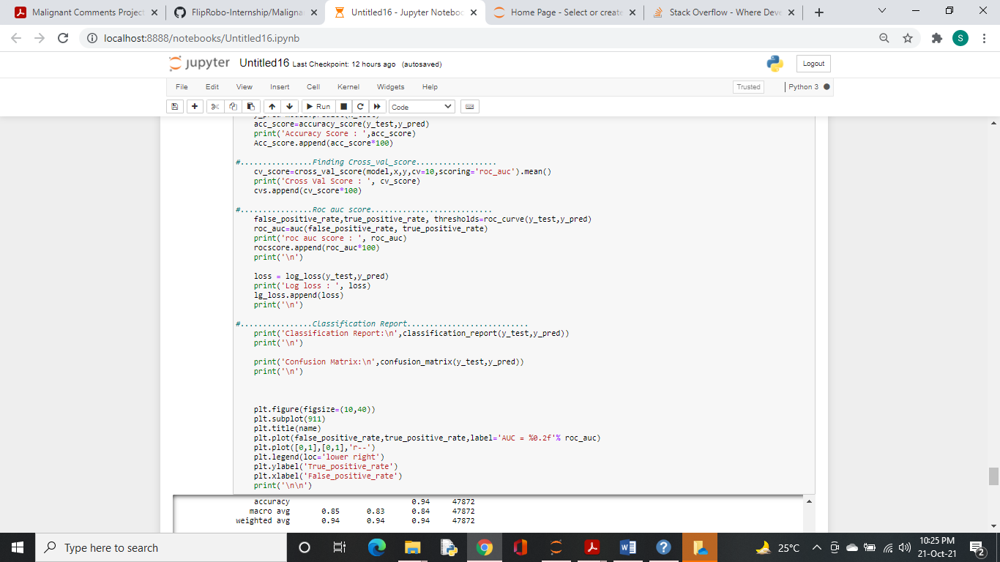 Malignant Comments Project
FlipRobo-Internship/Malignan
Untitled16 - Jupyter Noteboo
Home Page - Select or create
Stack Overflow - Where Deve
localhost:8888/notebooks/Untitled16.ipynb
S
jupyter Untitled16 Last Checkpoint: 12 hours ago (autosaved)
Logout
File Edit View Insert Cell Kernel Widgets Help
Trusted Python 3
Run Code
acc_score=accuracy_score(y_test,y_pred)
print('Accuracy Score : ',acc_score)
Acc_score.append(acc_score*100)
#................Finding Cross_val_score..................
cv_score=cross_val_score(model,x,y,cv=10,scoring='roc_auc').mean()
print('Cross Val Score : ', cv_score)
cvs.append(cv_score*100)
#................Roc auc score...........................
false_positive_rate,true_positive_rate, thresholds=roc_curve(y_test,y_pred)
roc_auc=auc(false_positive_rate, true_positive_rate)
print('roc auc score : ', roc_auc)
rocscore.append(roc_auc*100)
print('\n')
loss = log_loss(y_test,y_pred)
print('Log loss : ', loss)
lg_loss.append(loss)
print('\n')
#................Classification Report...........................
print('Classification Report:\n',classification_report(y_test,y_pred))
print('\n')
print('Confusion Matrix:\n',confusion_matrix(y_test,y_pred))
print('\n')
plt.figure(figsize=(10,40))
plt.subplot(911)
plt.title(name)
plt.plot(false_positive_rate,true_positive_rate,label='AUC = %0.2f'% roc_auc)
plt.plot([0,1],[0,1],'r--')
plt.legend(loc='lower right')
plt.ylabel('True_positive_rate')
plt.xlabel('False_positive_rate')
print('\n\n')
accuracy 0.94 47872
macro avg 0.85 0.83 0.84 47872
weighted avg 0.94 0.94 0.94 47872
Type here to search
25°C
10:25 PM
21-Oct-21
2